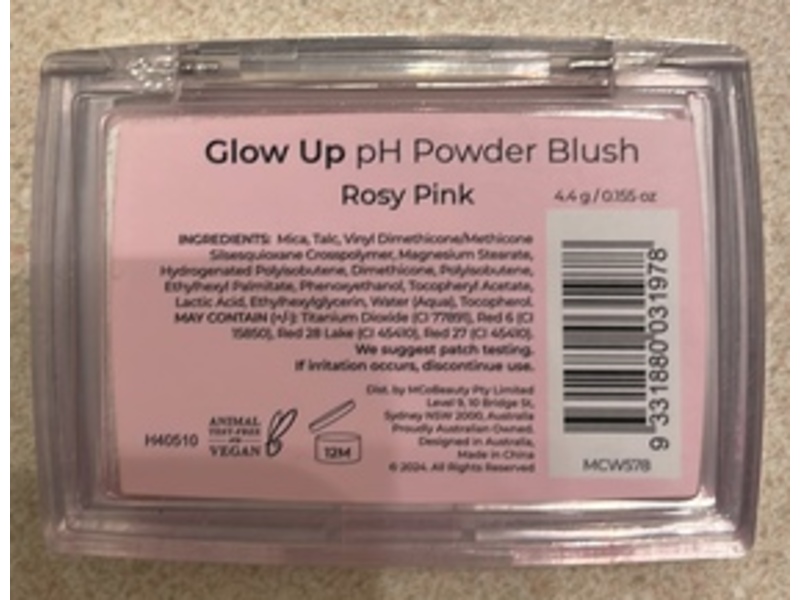 Glow Up pH Powder Blush
Rosy Pink
4.4 g / 0.155 oz
INGREDIENTS: Mica, Talc, Vinyl Dimethicone/Methicone
Silsesquioxane Crosspolymer, Magnesium Stearate,
Hydrogenated Polyisobutene, Dimethicone, Polyisobutene,
Ethylhexyl Palmitate, Phenoxyethanol, Tocopheryl Acetate,
Lactic Acid, Ethylhexylglycerin, Water (Aqua), Tocopherol.
MAY CONTAIN (+/-): Titanium Dioxide (CI 77891), Red 6 (CI
15850), Red 28 Lake (CI 45410), Red 27 (CI 45410).
We suggest patch testing.
If irritation occurs, discontinue use.
Dist. by MCoBeauty Pty Limited
Level 9, 10 Bridge St,
Sydney NSW 2000, Australia
Proudly Australian Owned.
Designed in Australia,
Made in China
© 2024. All Rights Reserved
H40510
ANIMAL
TEST-FREE
VEGAN
12M
9 331880 031978
MCW578